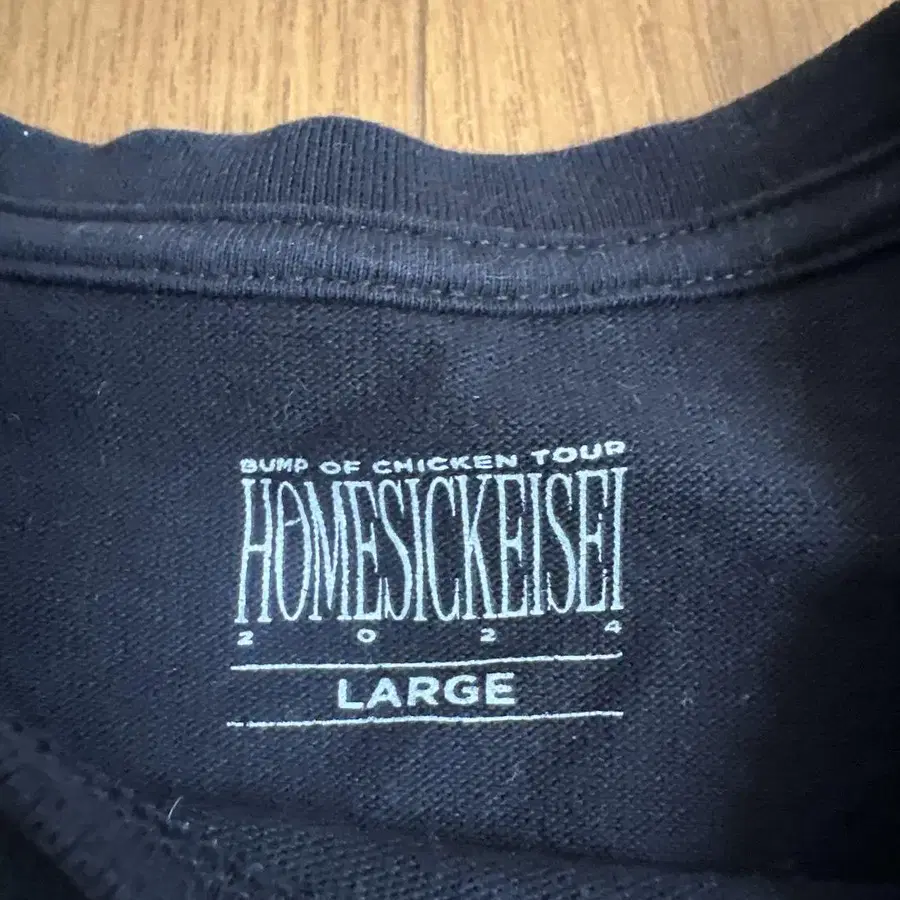 BUMP OF CHICKEN TOUR
HOMESICKEISEI
2024
LARGE